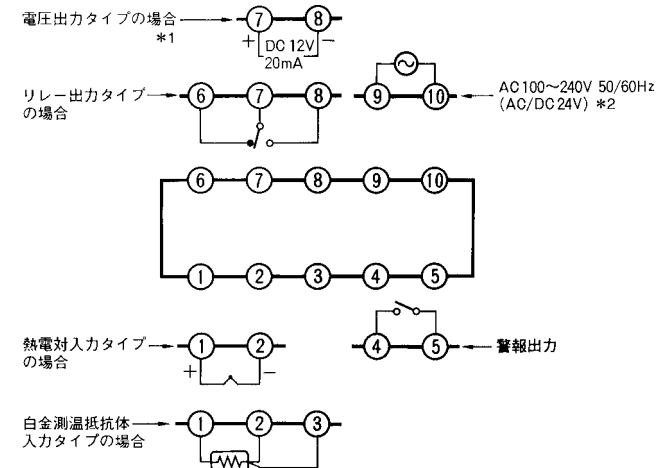 電圧出力タイプの場合 ⑦ ⑧
*1
+ DC 12V −
20mA
リレー出力タイプ ⑥ ⑦ ⑧ ⑨ ⑩ AC100〜240V 50/60Hz
の場合 (AC/DC24V) *2
⑥ ⑦ ⑧ ⑨ ⑩
① ② ③ ④ ⑤
熱電対入力タイプ ① ② ④ ⑤ 警報出力
の場合 + −
白金測温抵抗体 ① ② ③
入力タイプの場合